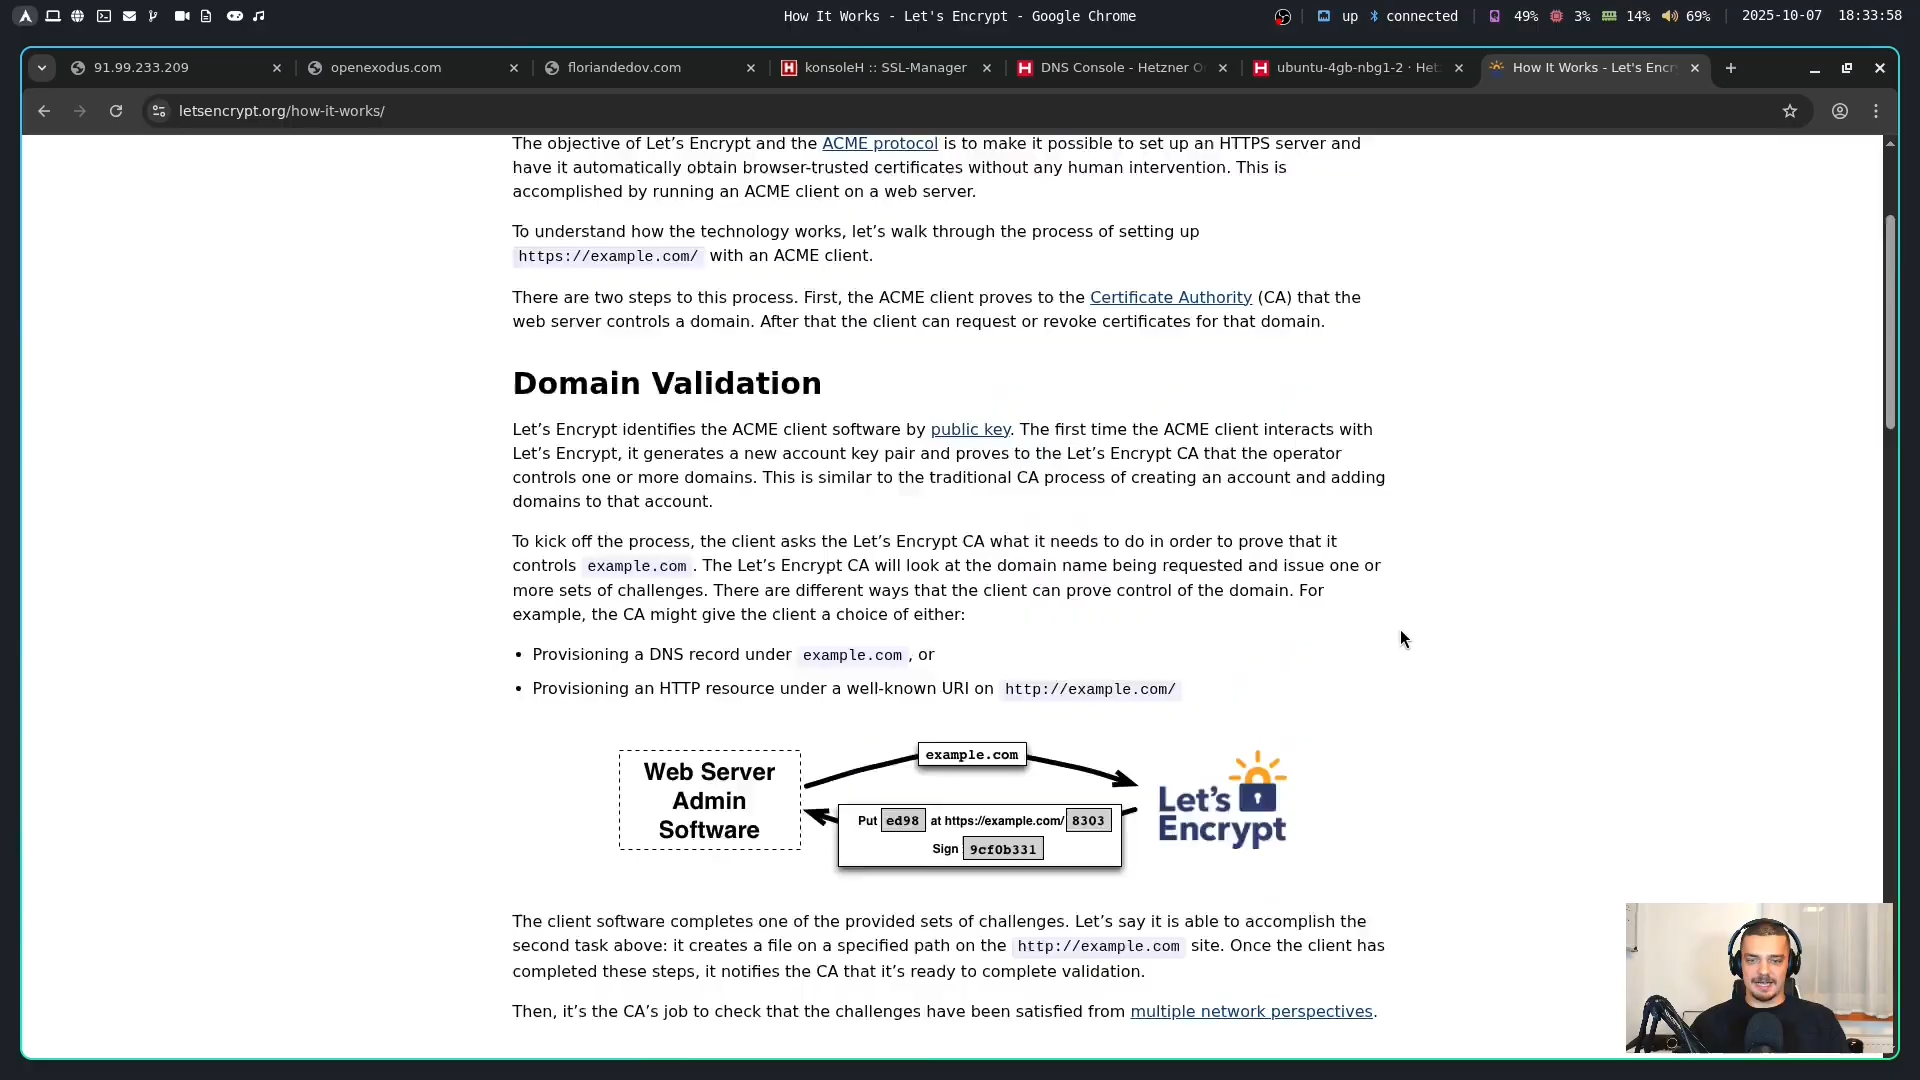 How It Works - Let's Encrypt - Google Chrome
up
connected
49%
3%
14%
69%
2025-10-07 18:33:58
91.99.233.209
openexodus.com
floriandedov.com
konsoleH :: SSL-Manager
DNS Console - Hetzner O
ubuntu-4gb-nbg1-2 · Het
How It Works - Let's Encr
letsencrypt.org/how-it-works/
The objective of Let’s Encrypt and the ACME protocol is to make it possible to set up an HTTPS server and
have it automatically obtain browser-trusted certificates without any human intervention. This is
accomplished by running an ACME client on a web server.
To understand how the technology works, let’s walk through the process of setting up
https://example.com/ with an ACME client.
There are two steps to this process. First, the ACME client proves to the Certificate Authority (CA) that the
web server controls a domain. After that the client can request or revoke certificates for that domain.
Domain Validation
Let’s Encrypt identifies the ACME client software by public key. The first time the ACME client interacts with
Let’s Encrypt, it generates a new account key pair and proves to the Let’s Encrypt CA that the operator
controls one or more domains. This is similar to the traditional CA process of creating an account and adding
domains to that account.
To kick off the process, the client asks the Let’s Encrypt CA what it needs to do in order to prove that it
controls example.com. The Let’s Encrypt CA will look at the domain name being requested and issue one or
more sets of challenges. There are different ways that the client can prove control of the domain. For
example, the CA might give the client a choice of either:
• Provisioning a DNS record under example.com, or
• Provisioning an HTTP resource under a well-known URI on http://example.com/
Web Server
Admin
Software
example.com
Put ed98 at https://example.com/ 8303
Sign 9cf0b331
Let's
Encrypt
The client software completes one of the provided sets of challenges. Let’s say it is able to accomplish the
second task above: it creates a file on a specified path on the http://example.com site. Once the client has
completed these steps, it notifies the CA that it’s ready to complete validation.
Then, it’s the CA’s job to check that the challenges have been satisfied from multiple network perspectives.